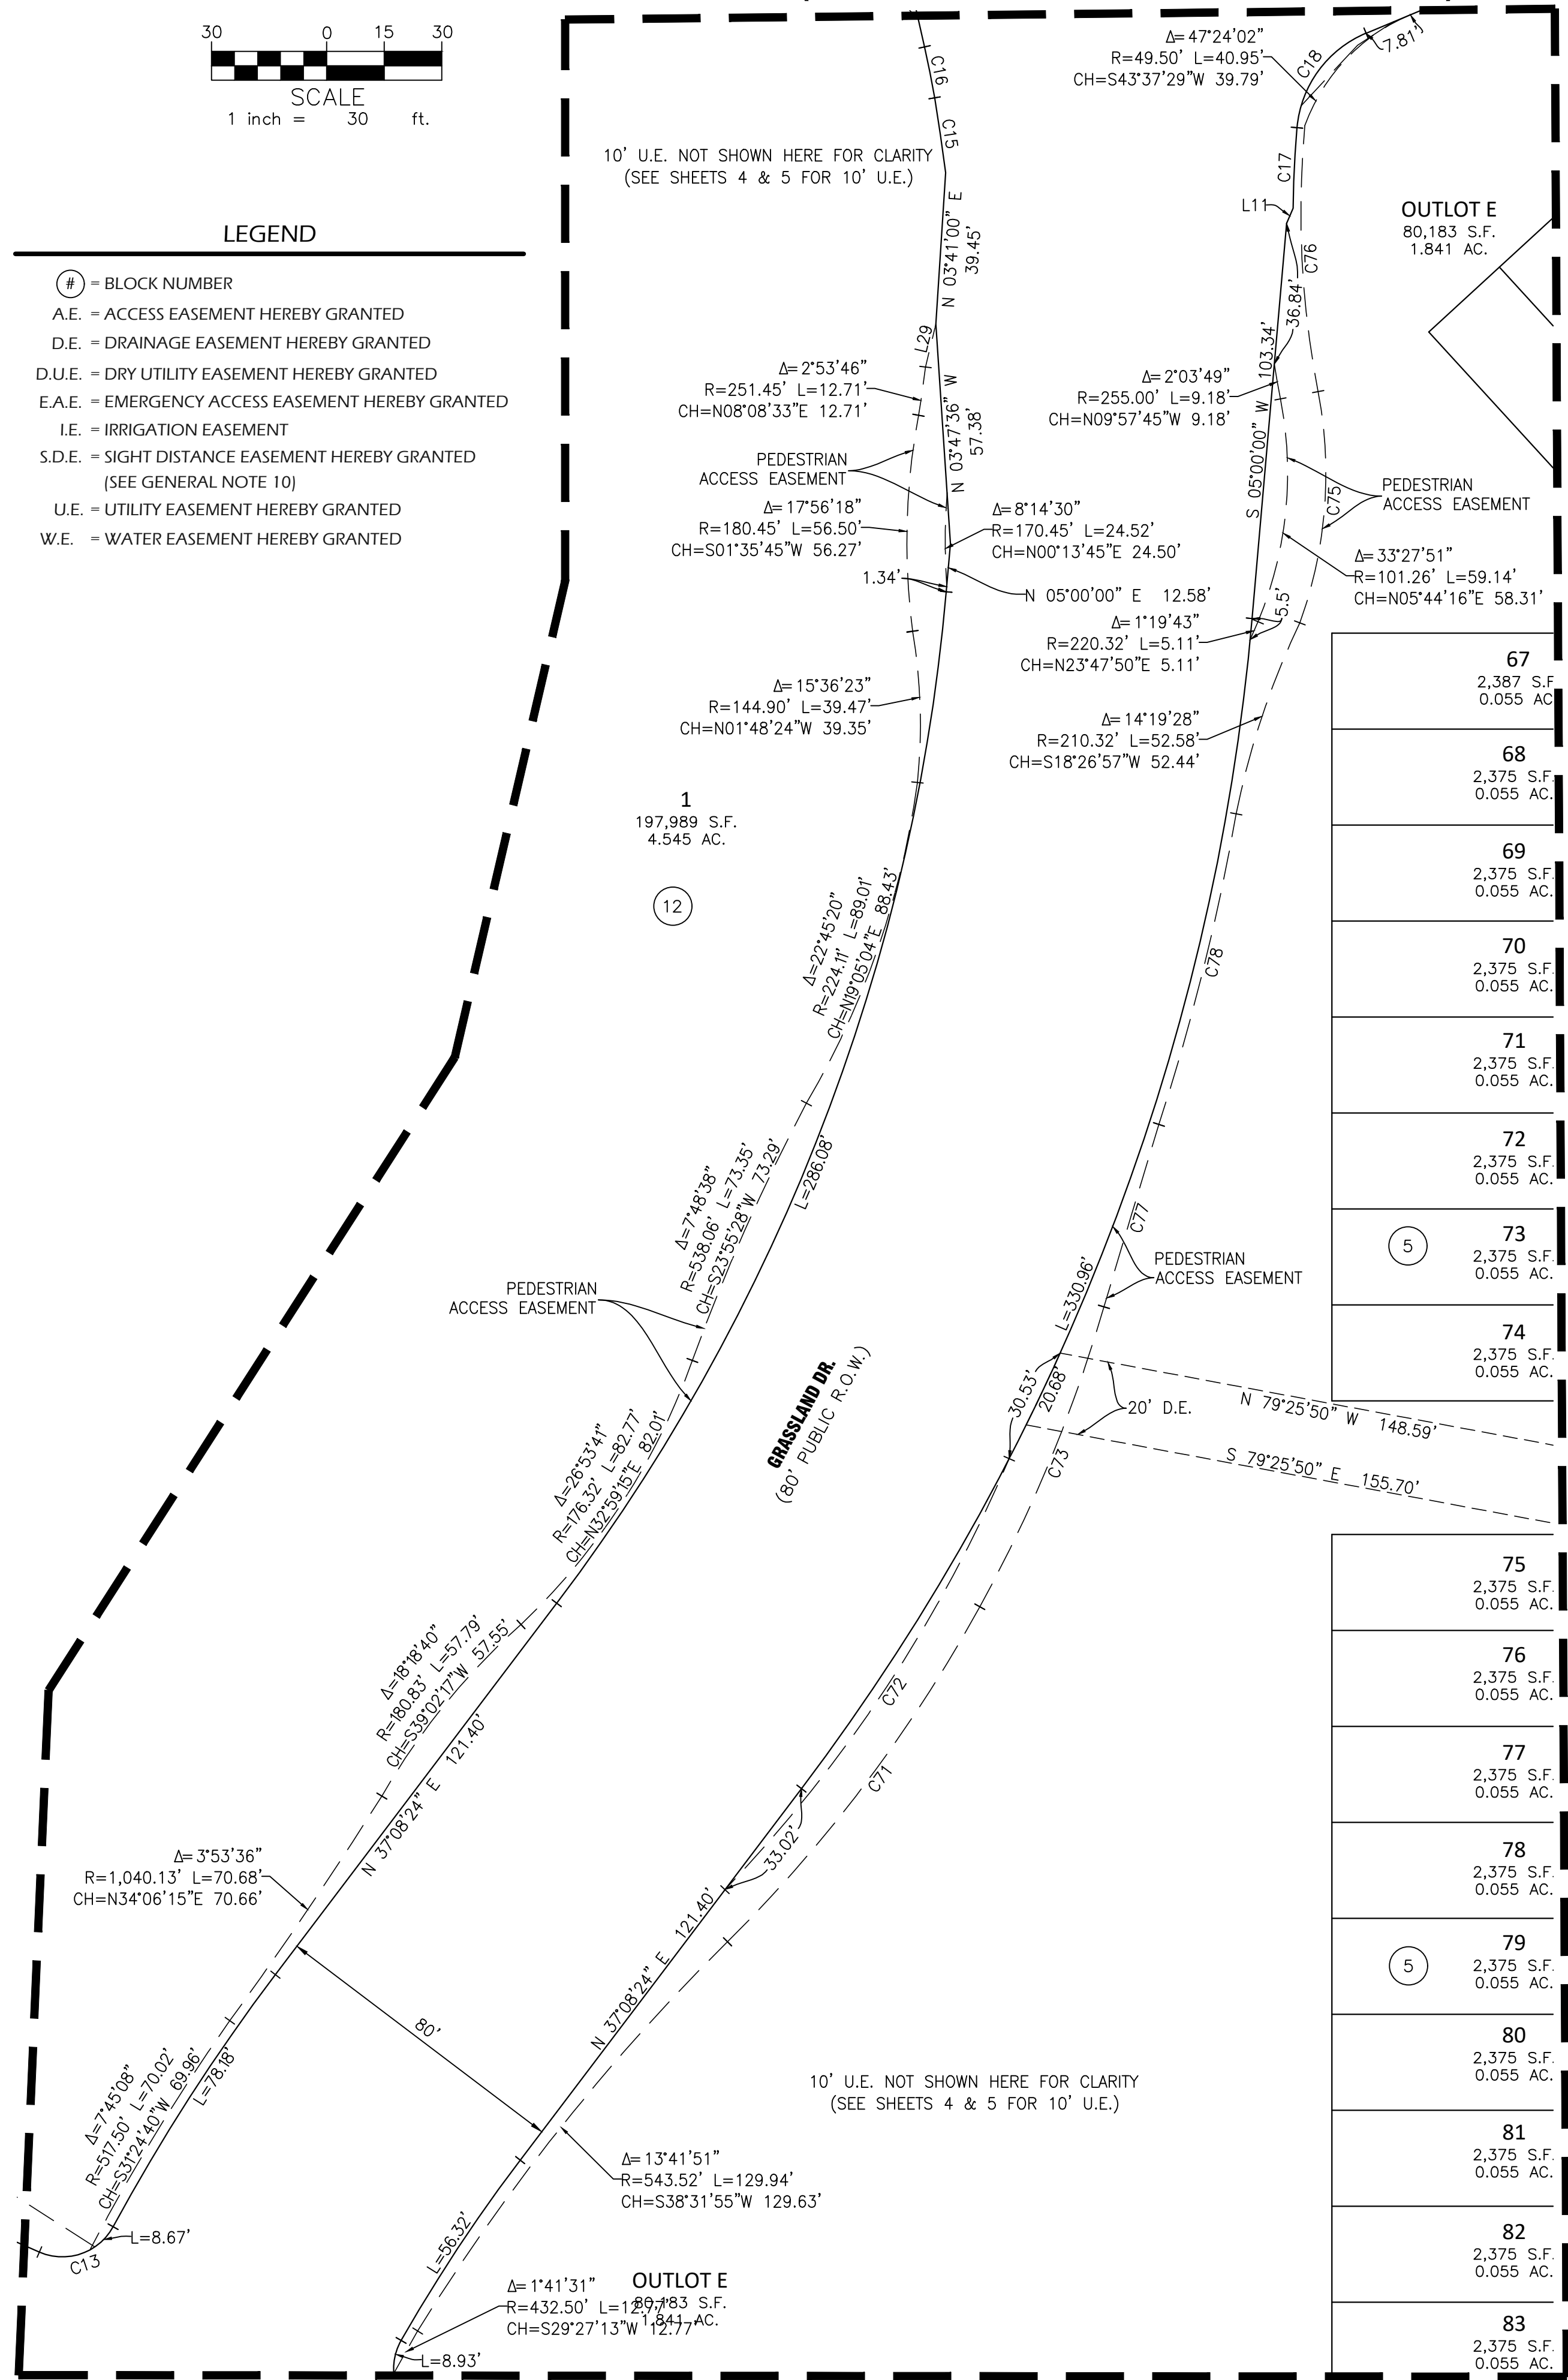 30 0 15 30
SCALE
1 inch = 30 ft.
LEGEND
# = BLOCK NUMBER
A.E. = ACCESS EASEMENT HEREBY GRANTED
D.E. = DRAINAGE EASEMENT HEREBY GRANTED
D.U.E. = DRY UTILITY EASEMENT HEREBY GRANTED
E.A.E. = EMERGENCY ACCESS EASEMENT HEREBY GRANTED
I.E. = IRRIGATION EASEMENT
S.D.E. = SIGHT DISTANCE EASEMENT HEREBY GRANTED
(SEE GENERAL NOTE 10)
U.E. = UTILITY EASEMENT HEREBY GRANTED
W.E. = WATER EASEMENT HEREBY GRANTED
10' U.E. NOT SHOWN HERE FOR CLARITY
(SEE SHEETS 4 & 5 FOR 10' U.E.)
C16
C15
N 03°41'00" E
39.45'
L29
Δ=2°53'46"
R=251.45' L=12.71'
CH=N08°08'33"E 12.71'
N 03°47'36" W
57.38'
PEDESTRIAN
ACCESS EASEMENT
Δ=17°56'18"
R=180.45' L=56.50'
CH=S01°35'45"W 56.27'
Δ=8°14'30"
R=170.45' L=24.52'
CH=N00°13'45"E 24.50'
1.34'
N 05°00'00" E 12.58'
Δ=15°36'23"
R=144.90' L=39.47'
CH=N01°48'24"W 39.35'
Δ=47°24'02"
R=49.50' L=40.95'
CH=S43°37'29"W 39.79'
C18
7.81'
C17
L11
C76
OUTLOT E
80,183 S.F.
1.841 AC.
36.84'
S 05°00'00" W 103.34'
Δ=2°03'49"
R=255.00' L=9.18'
CH=N09°57'45"W 9.18'
PEDESTRIAN
ACCESS EASEMENT
C75
Δ=33°27'51"
R=101.26' L=59.14'
CH=N05°44'16"E 58.31'
5.5'
Δ=1°19'43"
R=220.32' L=5.11'
CH=N23°47'50"E 5.11'
Δ=14°19'28"
R=210.32' L=52.58'
CH=S18°26'57"W 52.44'
1
197,989 S.F.
4.545 AC.
12
Δ=22°45'20"
R=224.11' L=89.01'
CH=N19°05'04"E 88.43'
C78
L=286.08'
Δ=7°48'38"
R=538.06' L=73.35'
CH=S23°55'28"W 73.29'
C77
PEDESTRIAN
ACCESS EASEMENT
PEDESTRIAN
ACCESS EASEMENT
L=330.96'
GRASSLAND DR.
(80' PUBLIC R.O.W.)
30.53'
20.68'
20' D.E.
N 79°25'50" W 148.59'
S 79°25'50" E 155.70'
C73
Δ=26°53'41"
R=176.32' L=82.77'
CH=N32°59'15"E 82.01'
Δ=18°18'40"
R=180.83' L=57.79'
CH=S39°02'17"W 57.55'
C72
C71
N 37°08'24" E 121.40'
33.02'
Δ=3°53'36"
R=1,040.13' L=70.68'
CH=N34°06'15"E 70.66'
N 37°08'24" E 121.40'
80'
Δ=7°45'08"
R=517.50' L=70.02'
CH=S31°24'40"W 69.96'
L=78.18'
L=8.67'
C13
10' U.E. NOT SHOWN HERE FOR CLARITY
(SEE SHEETS 4 & 5 FOR 10' U.E.)
Δ=13°41'51"
R=543.52' L=129.94'
CH=S38°31'55"W 129.63'
L=56.32'
Δ=1°41'31"
R=432.50' L=12.77'
CH=S29°27'13"W 12.77'
OUTLOT E
80,183 S.F.
1.841 AC.
L=8.93'
67
2,387 S.F
0.055 AC
68
2,375 S.F.
0.055 AC.
69
2,375 S.F.
0.055 AC.
70
2,375 S.F.
0.055 AC.
71
2,375 S.F.
0.055 AC.
72
2,375 S.F.
0.055 AC.
5
73
2,375 S.F.
0.055 AC.
74
2,375 S.F.
0.055 AC.
75
2,375 S.F.
0.055 AC.
76
2,375 S.F.
0.055 AC.
77
2,375 S.F.
0.055 AC.
78
2,375 S.F.
0.055 AC.
5
79
2,375 S.F.
0.055 AC.
80
2,375 S.F.
0.055 AC.
81
2,375 S.F.
0.055 AC.
82
2,375 S.F.
0.055 AC.
83
2,375 S.F.
0.055 AC.